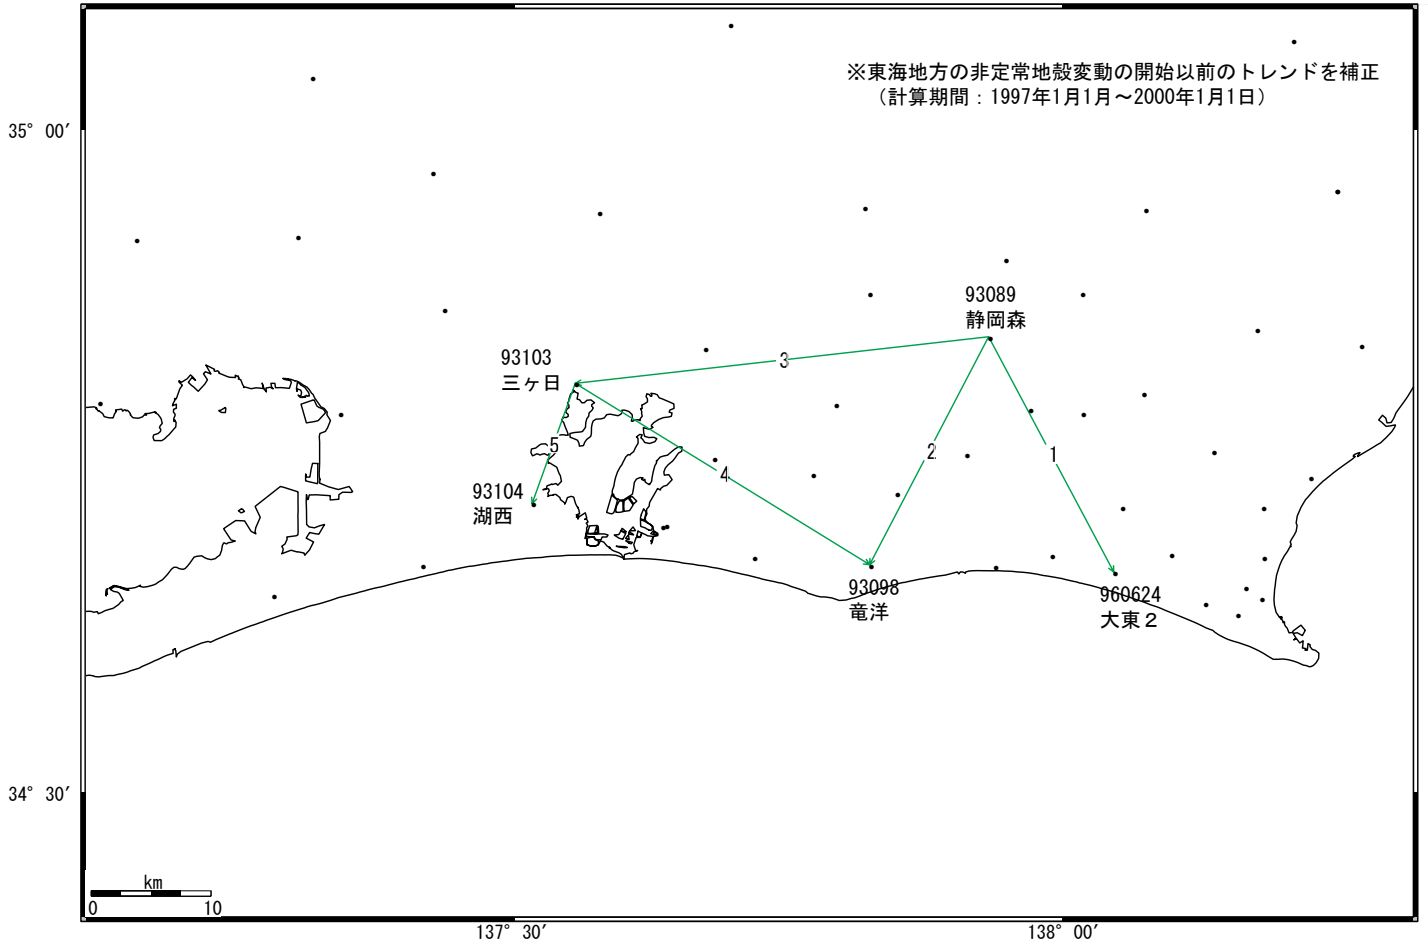 ※東海地方の非定常地殻変動の開始以前のトレンドを補正
(計算期間：1997年1月1月～2000年1月1日)
35° 00′
93089
静岡森
93103
三ヶ日
3
5
4
2
1
93104
湖西
93098
竜洋
960624
大東２
34° 30′
km
0 10
137° 30′ 138° 00′